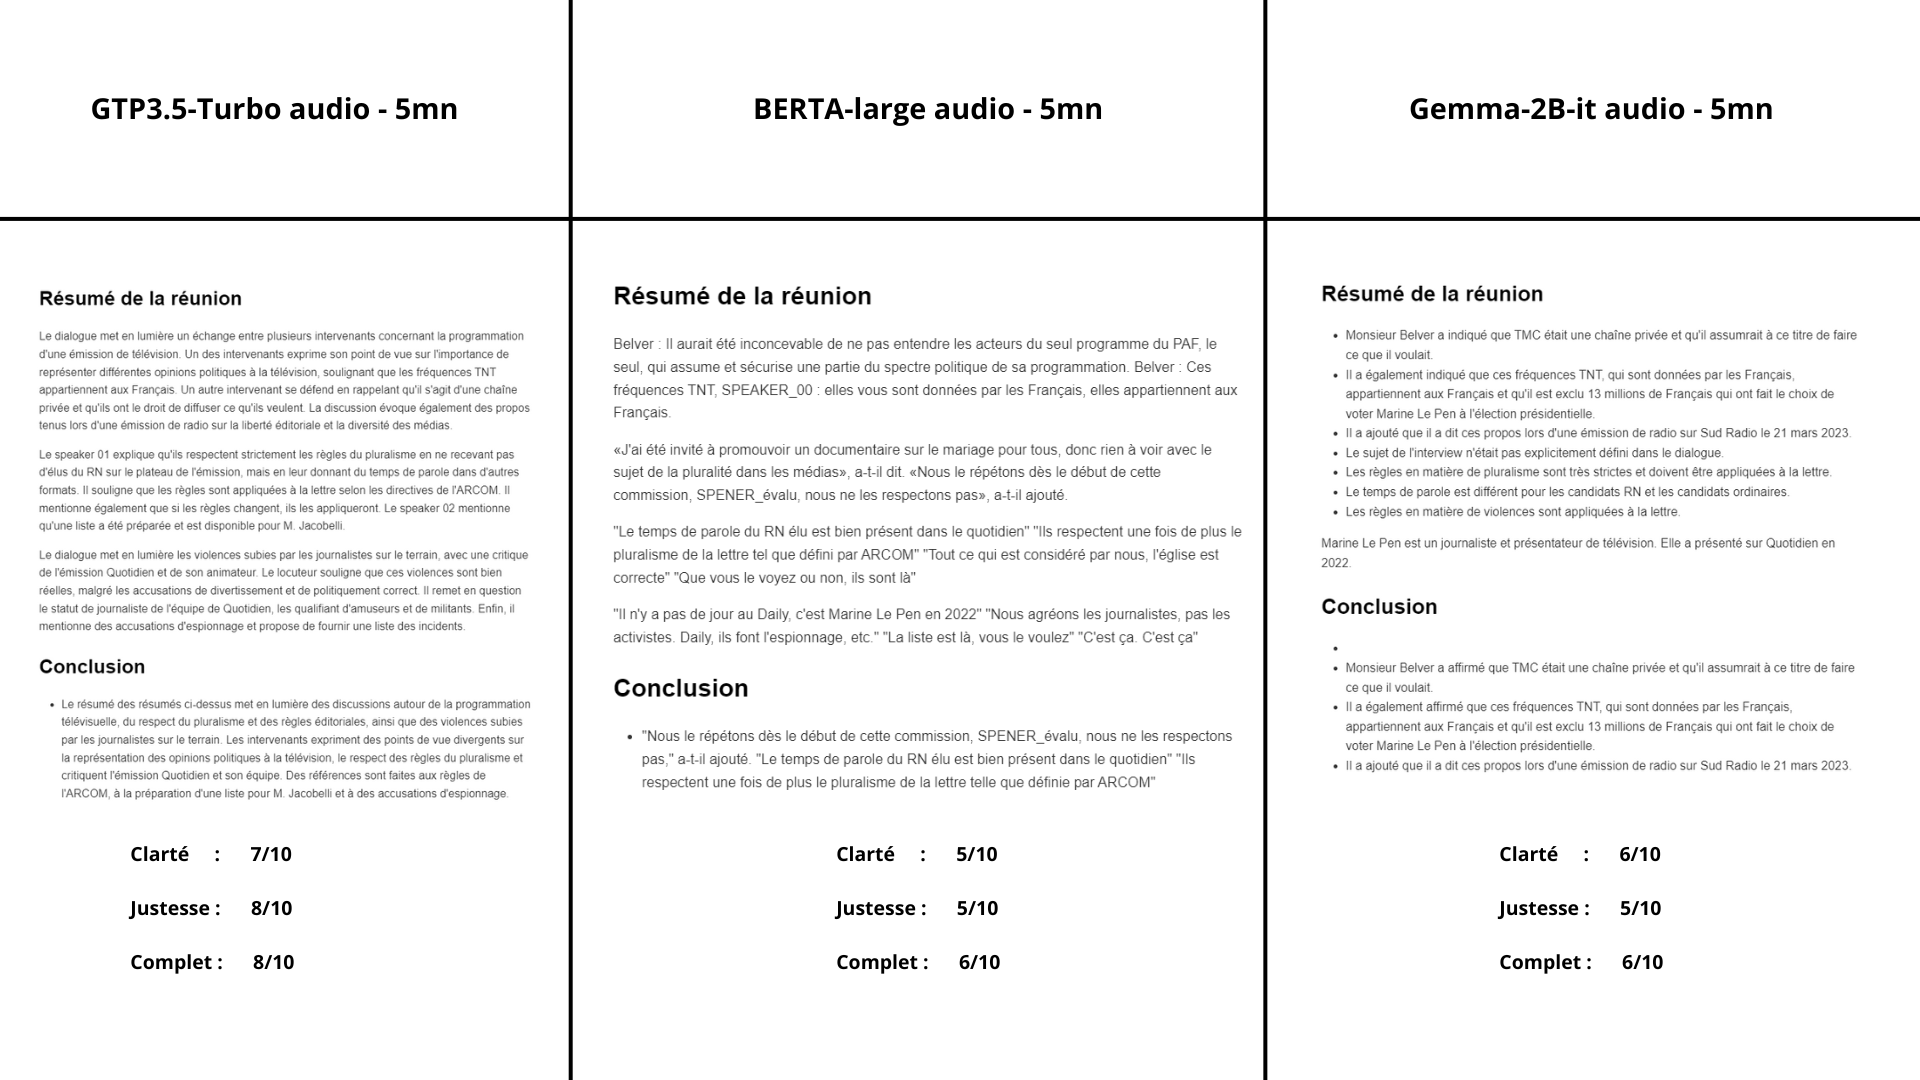 GTP3.5-Turbo audio - 5mn
BERTA-large audio - 5mn
Gemma-2B-it audio - 5mn
Résumé de la réunion
Le dialogue met en lumière un échange entre plusieurs intervenants concernant la programmation
d'une émission de télévision. Un des intervenants exprime son point de vue sur l'importance de
représenter différentes opinions politiques à la télévision, soulignant que les fréquences TNT
appartiennent aux Français. Un autre intervenant se défend en rappelant qu'il s'agit d'une chaîne
privée et qu'ils ont le droit de diffuser ce qu'ils veulent. La discussion évoque également des propos
tenus lors d'une émission de radio sur la liberté éditoriale et la diversité des médias.
Le speaker 01 explique qu'ils respectent strictement les règles du pluralisme en ne recevant pas
d'élus du RN sur le plateau de l'émission, mais en leur donnant du temps de parole dans d'autres
formats. Il souligne que les règles sont appliquées à la lettre selon les directives de l'ARCOM. Il
mentionne également que si les règles changent, ils les appliqueront. Le speaker 02 mentionne
qu'une liste a été préparée et est disponible pour M. Jacobelli.
Le dialogue met en lumière les violences subies par les journalistes sur le terrain, avec une critique
de l'émission Quotidien et de son animateur. Le locuteur souligne que ces violences sont bien
réelles, malgré les accusations de divertissement et de politiquement correct. Il remet en question
le statut de journaliste de l'équipe de Quotidien, les qualifiant d'amuseurs et de militants. Enfin, il
mentionne des accusations d'espionnage et propose de fournir une liste des incidents.
Conclusion
• Le résumé des résumés ci-dessus met en lumière des discussions autour de la programmation
télévisuelle, du respect du pluralisme et des règles éditoriales, ainsi que des violences subies
par les journalistes sur le terrain. Les intervenants expriment des points de vue divergents sur
la représentation des opinions politiques à la télévision, le respect des règles du pluralisme et
critiquent l'émission Quotidien et son équipe. Des références sont faites aux règles de
l'ARCOM, à la préparation d'une liste pour M. Jacobelli et à des accusations d'espionnage.
Clarté : 7/10
Justesse : 8/10
Complet : 8/10
Résumé de la réunion
Belver : Il aurait été inconcevable de ne pas entendre les acteurs du seul programme du PAF, le
seul, qui assume et sécurise une partie du spectre politique de sa programmation. Belver : Ces
fréquences TNT, SPEAKER_00 : elles vous sont données par les Français, elles appartiennent aux
Français.
«J'ai été invité à promouvoir un documentaire sur le mariage pour tous, donc rien à voir avec le
sujet de la pluralité dans les médias», a-t-il dit. «Nous le répétons dès le début de cette
commission, SPENER_évalu, nous ne les respectons pas», a-t-il ajouté.
"Le temps de parole du RN élu est bien présent dans le quotidien" "Ils respectent une fois de plus le
pluralisme de la lettre tel que défini par ARCOM" "Tout ce qui est considéré par nous, l'église est
correcte" "Que vous le voyez ou non, ils sont là"
"Il n'y a pas de jour au Daily, c'est Marine Le Pen en 2022" "Nous agréons les journalistes, pas les
activistes. Daily, ils font l'espionnage, etc." "La liste est là, vous le voulez" "C'est ça. C'est ça"
Conclusion
• "Nous le répétons dès le début de cette commission, SPENER_évalu, nous ne les respectons
pas," a-t-il ajouté. "Le temps de parole du RN élu est bien présent dans le quotidien" "Ils
respectent une fois de plus le pluralisme de la lettre telle que définie par ARCOM"
Clarté : 5/10
Justesse : 5/10
Complet : 6/10
Résumé de la réunion
• Monsieur Belver a indiqué que TMC était une chaîne privée et qu'il assumrait à ce titre de faire
ce que il voulait.
• Il a également indiqué que ces fréquences TNT, qui sont données par les Français,
appartiennent aux Français et qu'il est exclu 13 millions de Français qui ont fait le choix de
voter Marine Le Pen à l'élection présidentielle.
• Il a ajouté que il a dit ces propos lors d'une émission de radio sur Sud Radio le 21 mars 2023.
• Le sujet de l'interview n'était pas explicitement défini dans le dialogue.
• Les règles en matière de pluralisme sont très strictes et doivent être appliquées à la lettre.
• Le temps de parole est différent pour les candidats RN et les candidats ordinaires.
• Les règles en matière de violences sont appliquées à la lettre.
Marine Le Pen est un journaliste et présentateur de télévision. Elle a présenté sur Quotidien en
2022.
Conclusion
•
• Monsieur Belver a affirmé que TMC était une chaîne privée et qu'il assumrait à ce titre de faire
ce que il voulait.
• Il a également affirmé que ces fréquences TNT, qui sont données par les Français,
appartiennent aux Français et qu'il est exclu 13 millions de Français qui ont fait le choix de
voter Marine Le Pen à l'élection présidentielle.
• Il a ajouté que il a dit ces propos lors d'une émission de radio sur Sud Radio le 21 mars 2023.
Clarté : 6/10
Justesse : 5/10
Complet : 6/10